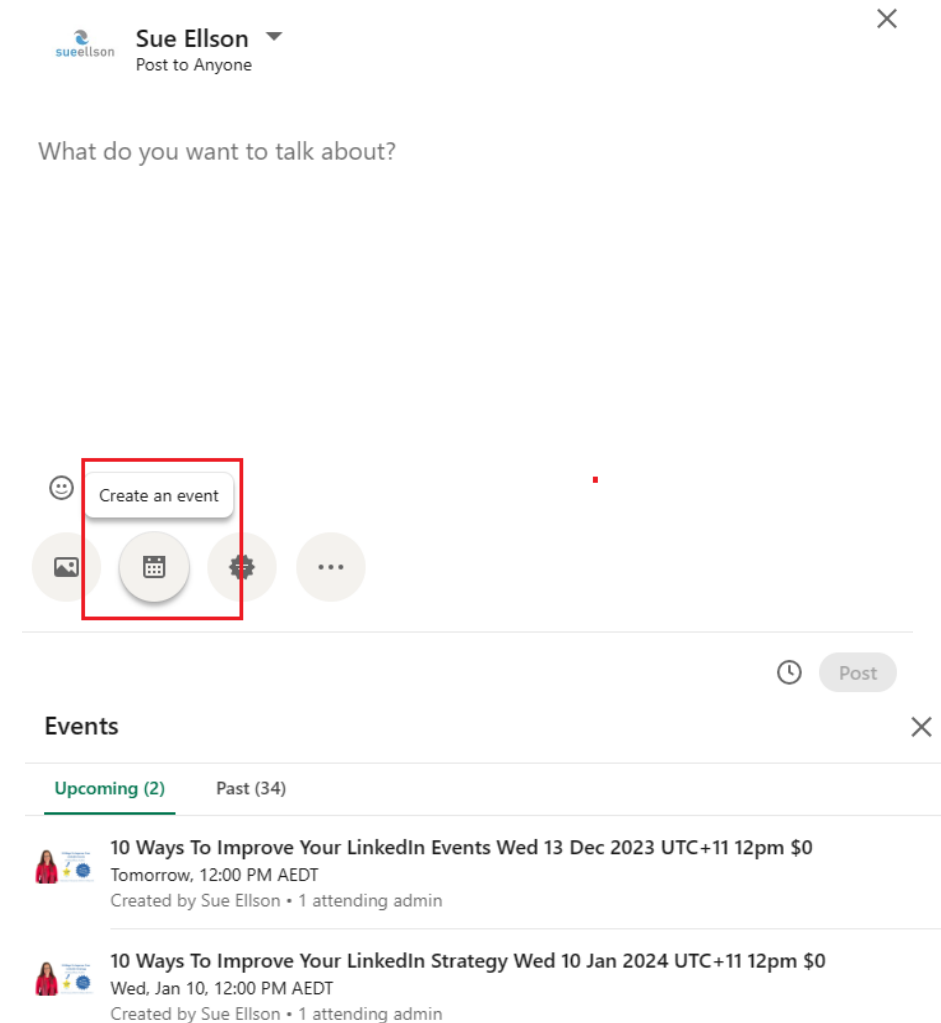 sueellson
Sue Ellson
Post to Anyone
What do you want to talk about?
Create an event
Post
Events
Upcoming (2)
Past (34)
10 Ways To Improve Your LinkedIn Events Wed 13 Dec 2023 UTC+11 12pm $0
Tomorrow, 12:00 PM AEDT
Created by Sue Ellson • 1 attending admin
10 Ways To Improve Your LinkedIn Strategy Wed 10 Jan 2024 UTC+11 12pm $0
Wed, Jan 10, 12:00 PM AEDT
Created by Sue Ellson • 1 attending admin